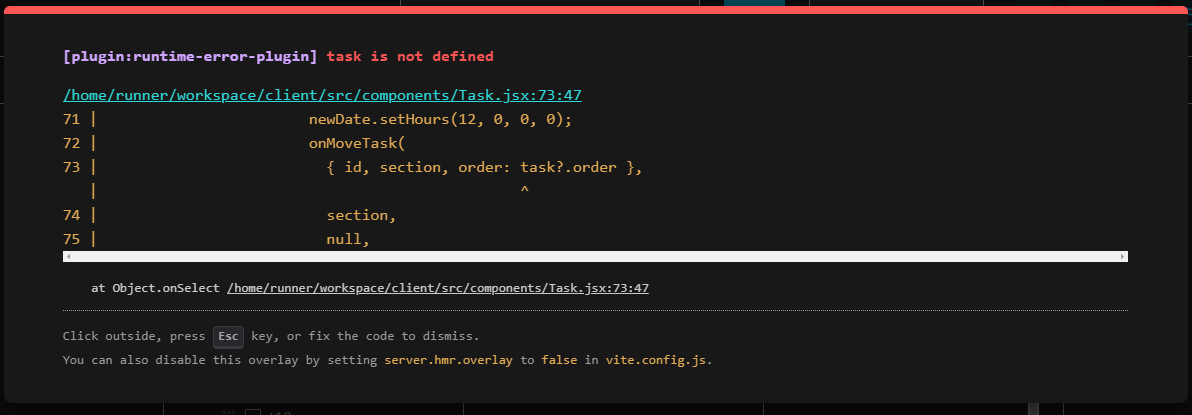 [plugin:runtime-error-plugin] task is not defined
/home/runner/workspace/client/src/components/Task.jsx:73:47
71 |                        newDate.setHours(12, 0, 0, 0);
72 |                        onMoveTask(
73 |                          { id, section, order: task?.order },
   |                                                ^
74 |                          section,
75 |                          null,
at Object.onSelect /home/runner/workspace/client/src/components/Task.jsx:73:47
Click outside, press Esc key, or fix the code to dismiss.
You can also disable this overlay by setting server.hmr.overlay to false in vite.config.js.